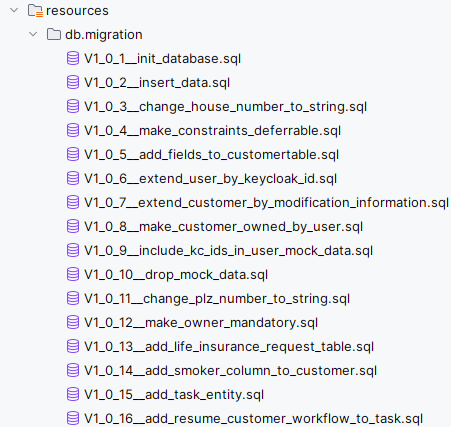 resources
db.migration
V1_0_1__init_database.sql
V1_0_2__insert_data.sql
V1_0_3__change_house_number_to_string.sql
V1_0_4__make_constraints_deferrable.sql
V1_0_5__add_fields_to_customertable.sql
V1_0_6__extend_user_by_keycloak_id.sql
V1_0_7__extend_customer_by_modification_information.sql
V1_0_8__make_customer_owned_by_user.sql
V1_0_9__include_kc_ids_in_user_mock_data.sql
V1_0_10__drop_mock_data.sql
V1_0_11__change_plz_number_to_string.sql
V1_0_12__make_owner_mandatory.sql
V1_0_13__add_life_insurance_request_table.sql
V1_0_14__add_smoker_column_to_customer.sql
V1_0_15__add_task_entity.sql
V1_0_16__add_resume_customer_workflow_to_task.sql